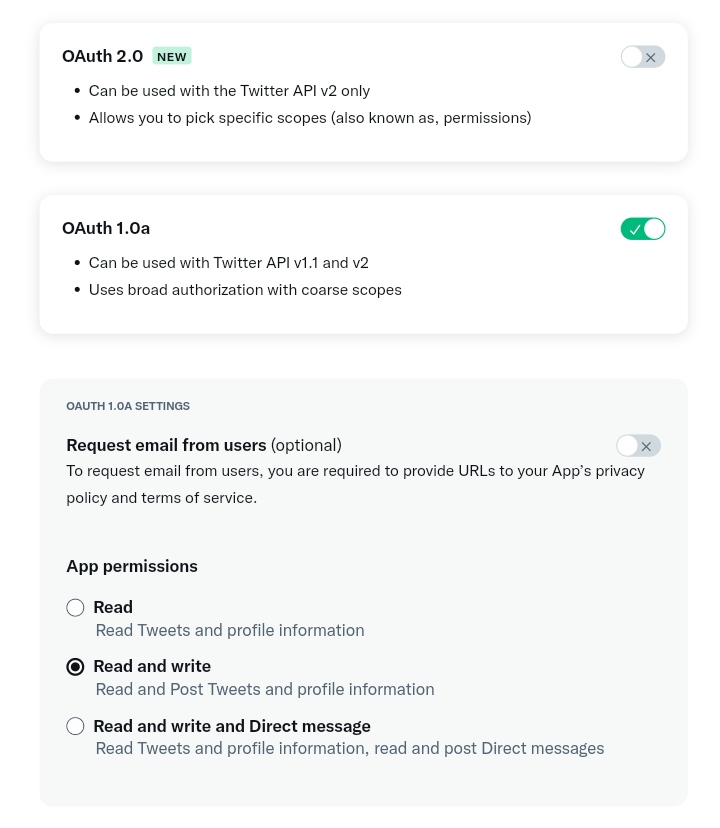 OAuth 2.0 NEW
• Can be used with the Twitter API v2 only
• Allows you to pick specific scopes (also known as, permissions)
OAuth 1.0a
• Can be used with Twitter API v1.1 and v2
• Uses broad authorization with coarse scopes
OAUTH 1.0A SETTINGS
Request email from users (optional)
To request email from users, you are required to provide URLs to your App’s privacy
policy and terms of service.
App permissions
Read
Read Tweets and profile information
Read and write
Read and Post Tweets and profile information
Read and write and Direct message
Read Tweets and profile information, read and post Direct messages